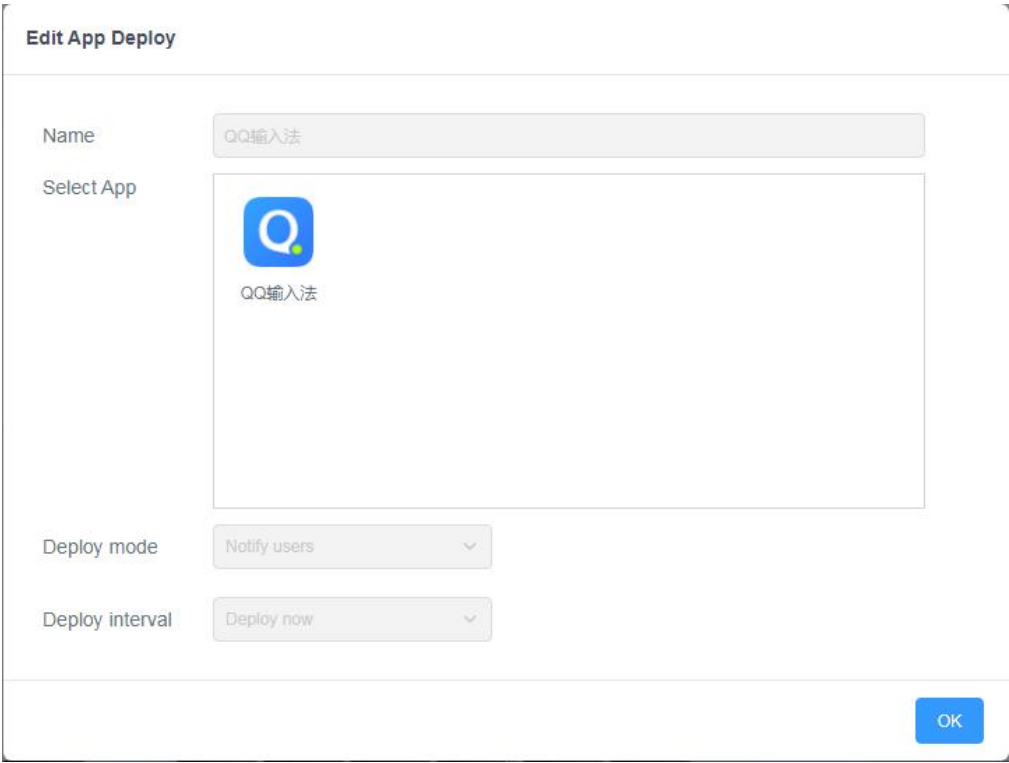 Edit App Deploy
Name QQ输入法
Select App
QQ输入法
Deploy mode Notify users
Deploy interval Deploy now
OK